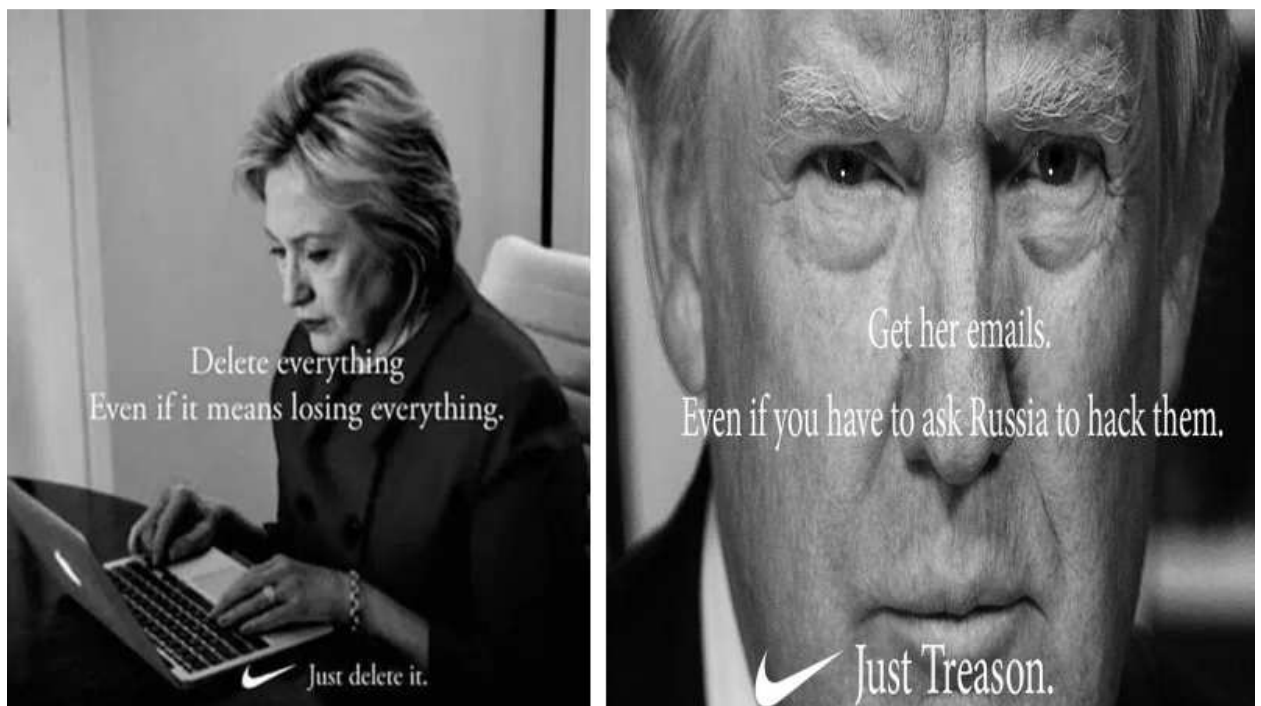 Delete everything
Even if it means losing everything.
Just delete it.
Get her emails.
Even if you have to ask Russia to hack them.
Just Treason.